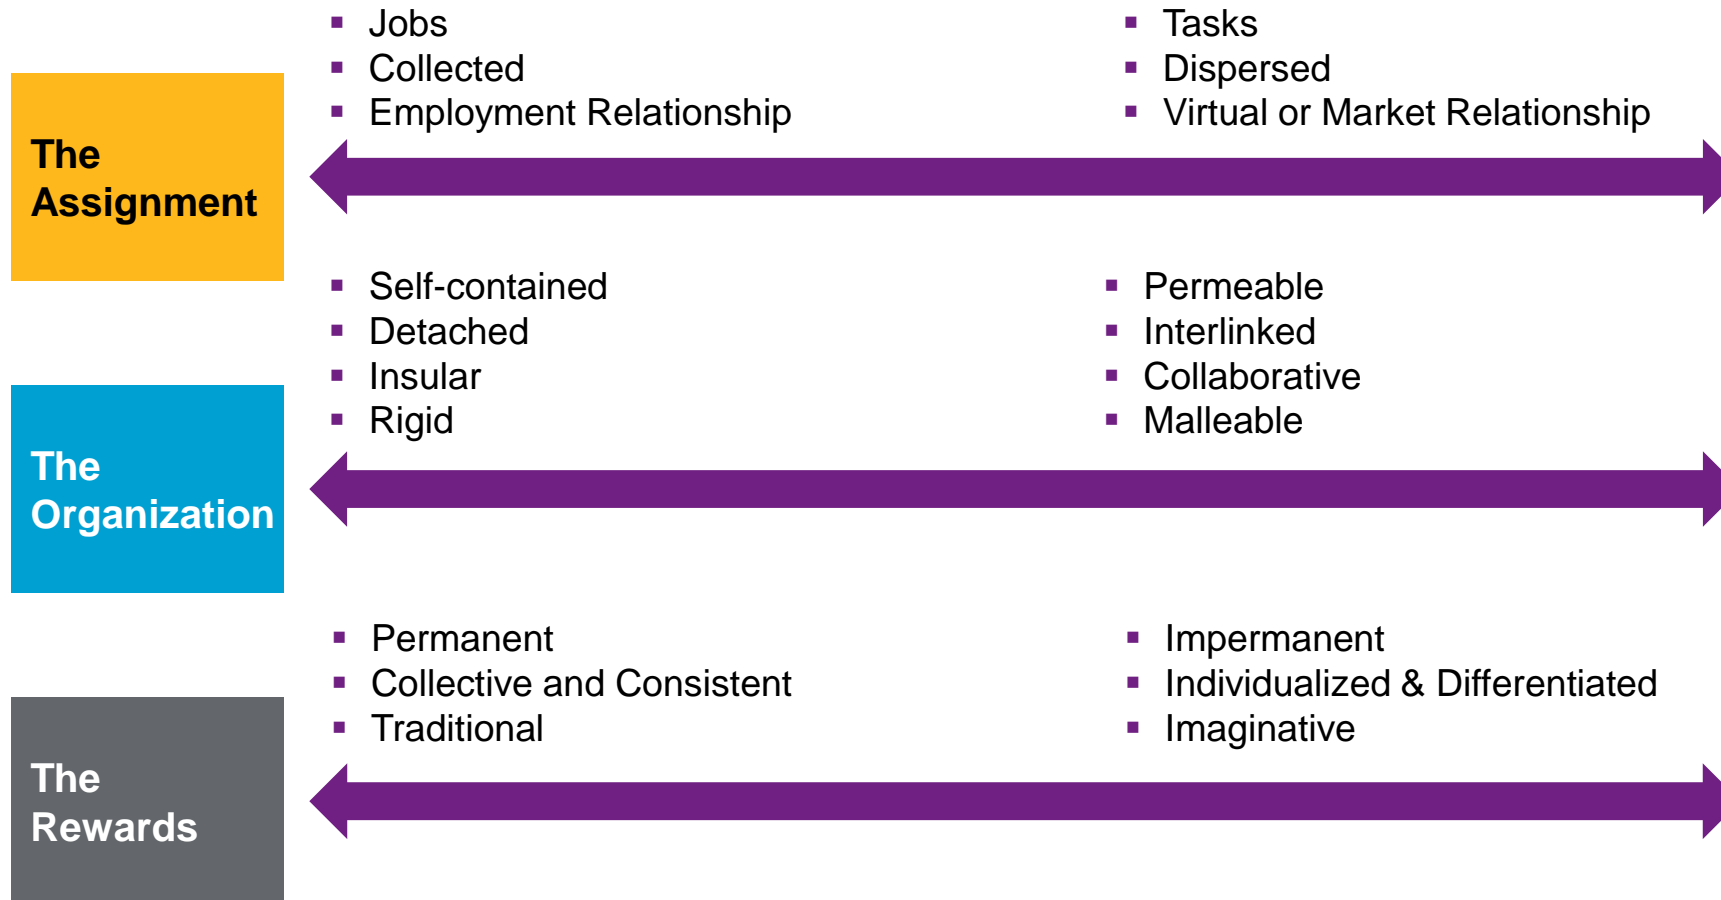 Jobs
Collected
Employment Relationship
Tasks
Dispersed
Virtual or Market Relationship
The
Assignment
Self-contained
Detached
Insular
Rigid
Permeable
Interlinked
Collaborative
Malleable
The
Organization
Permanent
Collective and Consistent
Traditional
Impermanent
Individualized & Differentiated
Imaginative
The
Rewards